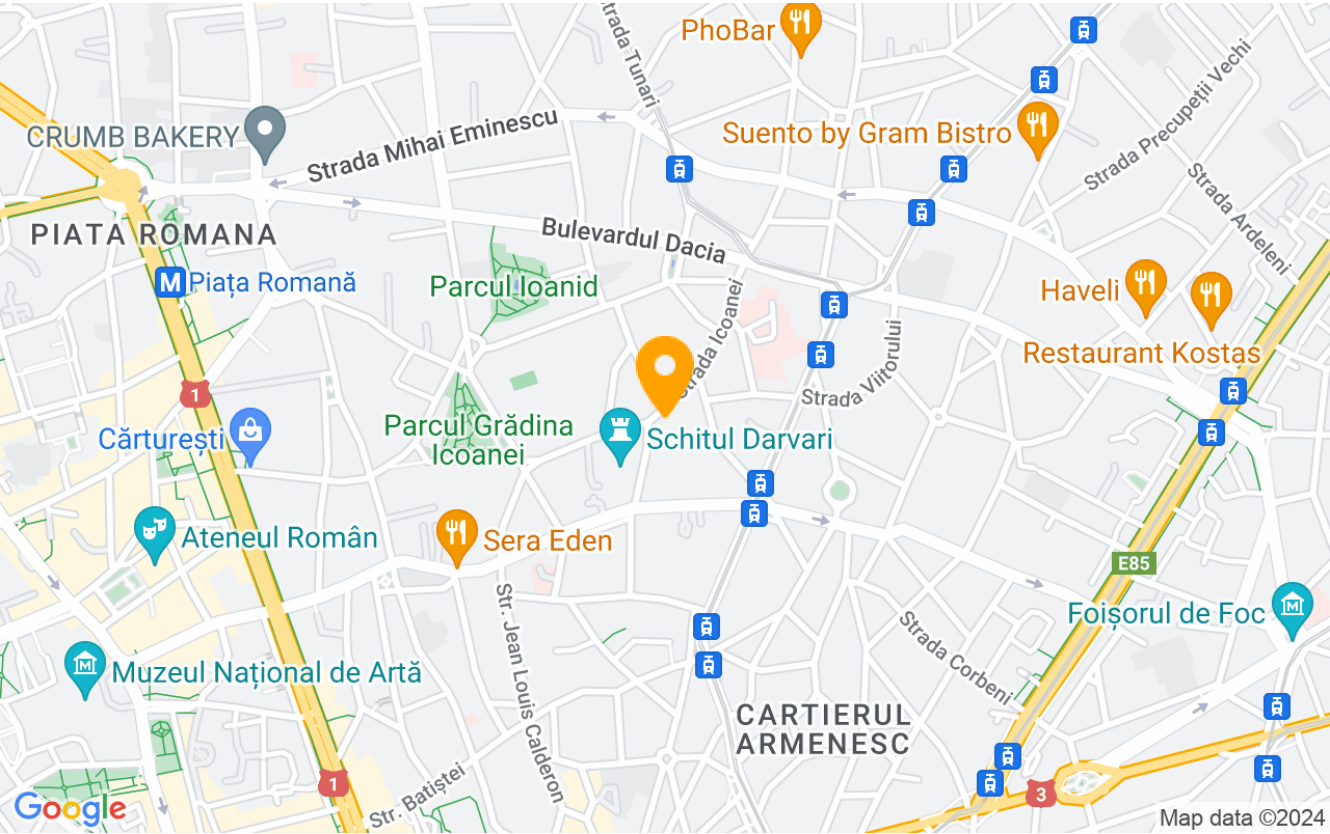 PhoBar
Strada Tunari
CRUMB BAKERY
Strada Mihai Eminescu
Suento by Gram Bistro
Strada Precupeții Vechi
Strada Ardeleni
PIATA ROMANA
Bulevardul Dacia
M Piața Romană
Parcul Ioanid
Haveli
Strada Icoanei
Restaurant Kostas
Strada Viitorului
1
Cărturești
Parcul Grădina
Icoanei
Schitul Darvari
Ateneul Român
Sera Eden
E85
Foișorul de Foc
Str. Jean Louis Calderon
Strada Corbeni
Muzeul Național de Artă
CARTIERUL
ARMENESC
1
Str. Batiștei
3
Google
Map data ©2024